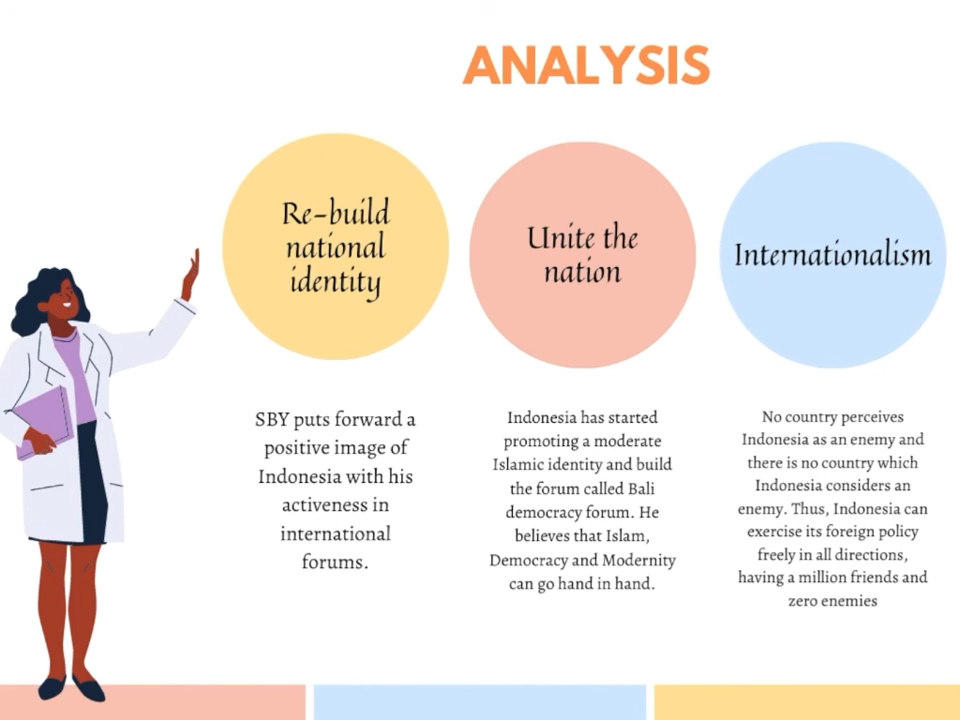 ANALYSIS
Re-build
national
identity
Unite the
nation
Internationalism
SBY puts forward a
positive image of
Indonesia with his
activeness in
international
forums.
Indonesia has started
promoting a moderate
Islamic identity and build
the forum called Bali
democracy forum. He
believes that Islam,
Democracy and Modernity
can go hand in hand.
No country perceives
Indonesia as an enemy and
there is no country which
Indonesia considers an
enemy. Thus, Indonesia can
exercise its foreign policy
freely in all directions,
having a million friends and
zero enemies